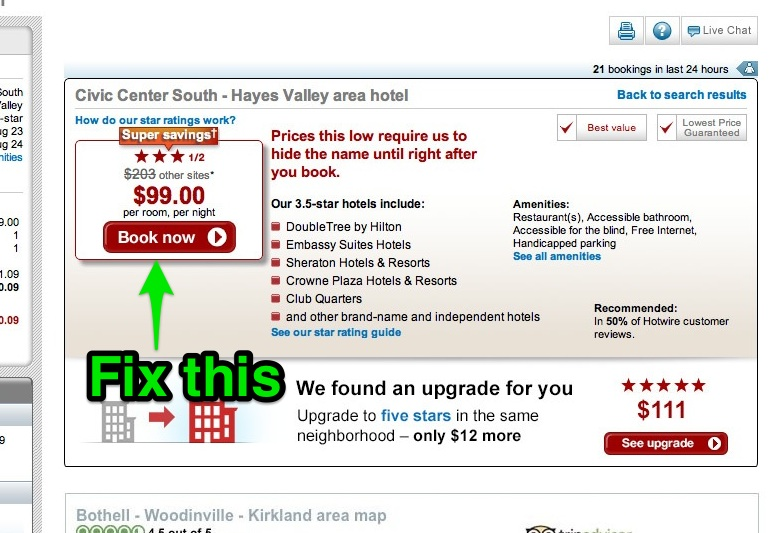 Live Chat
21 bookings in last 24 hours
Civic Center South - Hayes Valley area hotel
Back to search results
How do our star ratings work?
Super savings†
1/2
$203 other sites*
$99.00
per room, per night
Book now
Prices this low require us to
hide the name until right after
you book.
Best value
Lowest Price
Guaranteed
Our 3.5-star hotels include:
DoubleTree by Hilton
Embassy Suites Hotels
Sheraton Hotels & Resorts
Crowne Plaza Hotels & Resorts
Club Quarters
and other brand-name and independent hotels
See our star rating guide
Amenities:
Restaurant(s), Accessible bathroom,
Accessible for the blind, Free Internet,
Handicapped parking
See all amenities
Recommended:
In 50% of Hotwire customer
reviews.
Fix this
We found an upgrade for you
Upgrade to five stars in the same
neighborhood – only $12 more
$111
See upgrade
Bothell - Woodinville - Kirkland area map
4.5 out of 5
tripadvisor
South
alley
-star
ug 23
ug 24
nities
9.00
1
1
1.09
0.09
0.09
9